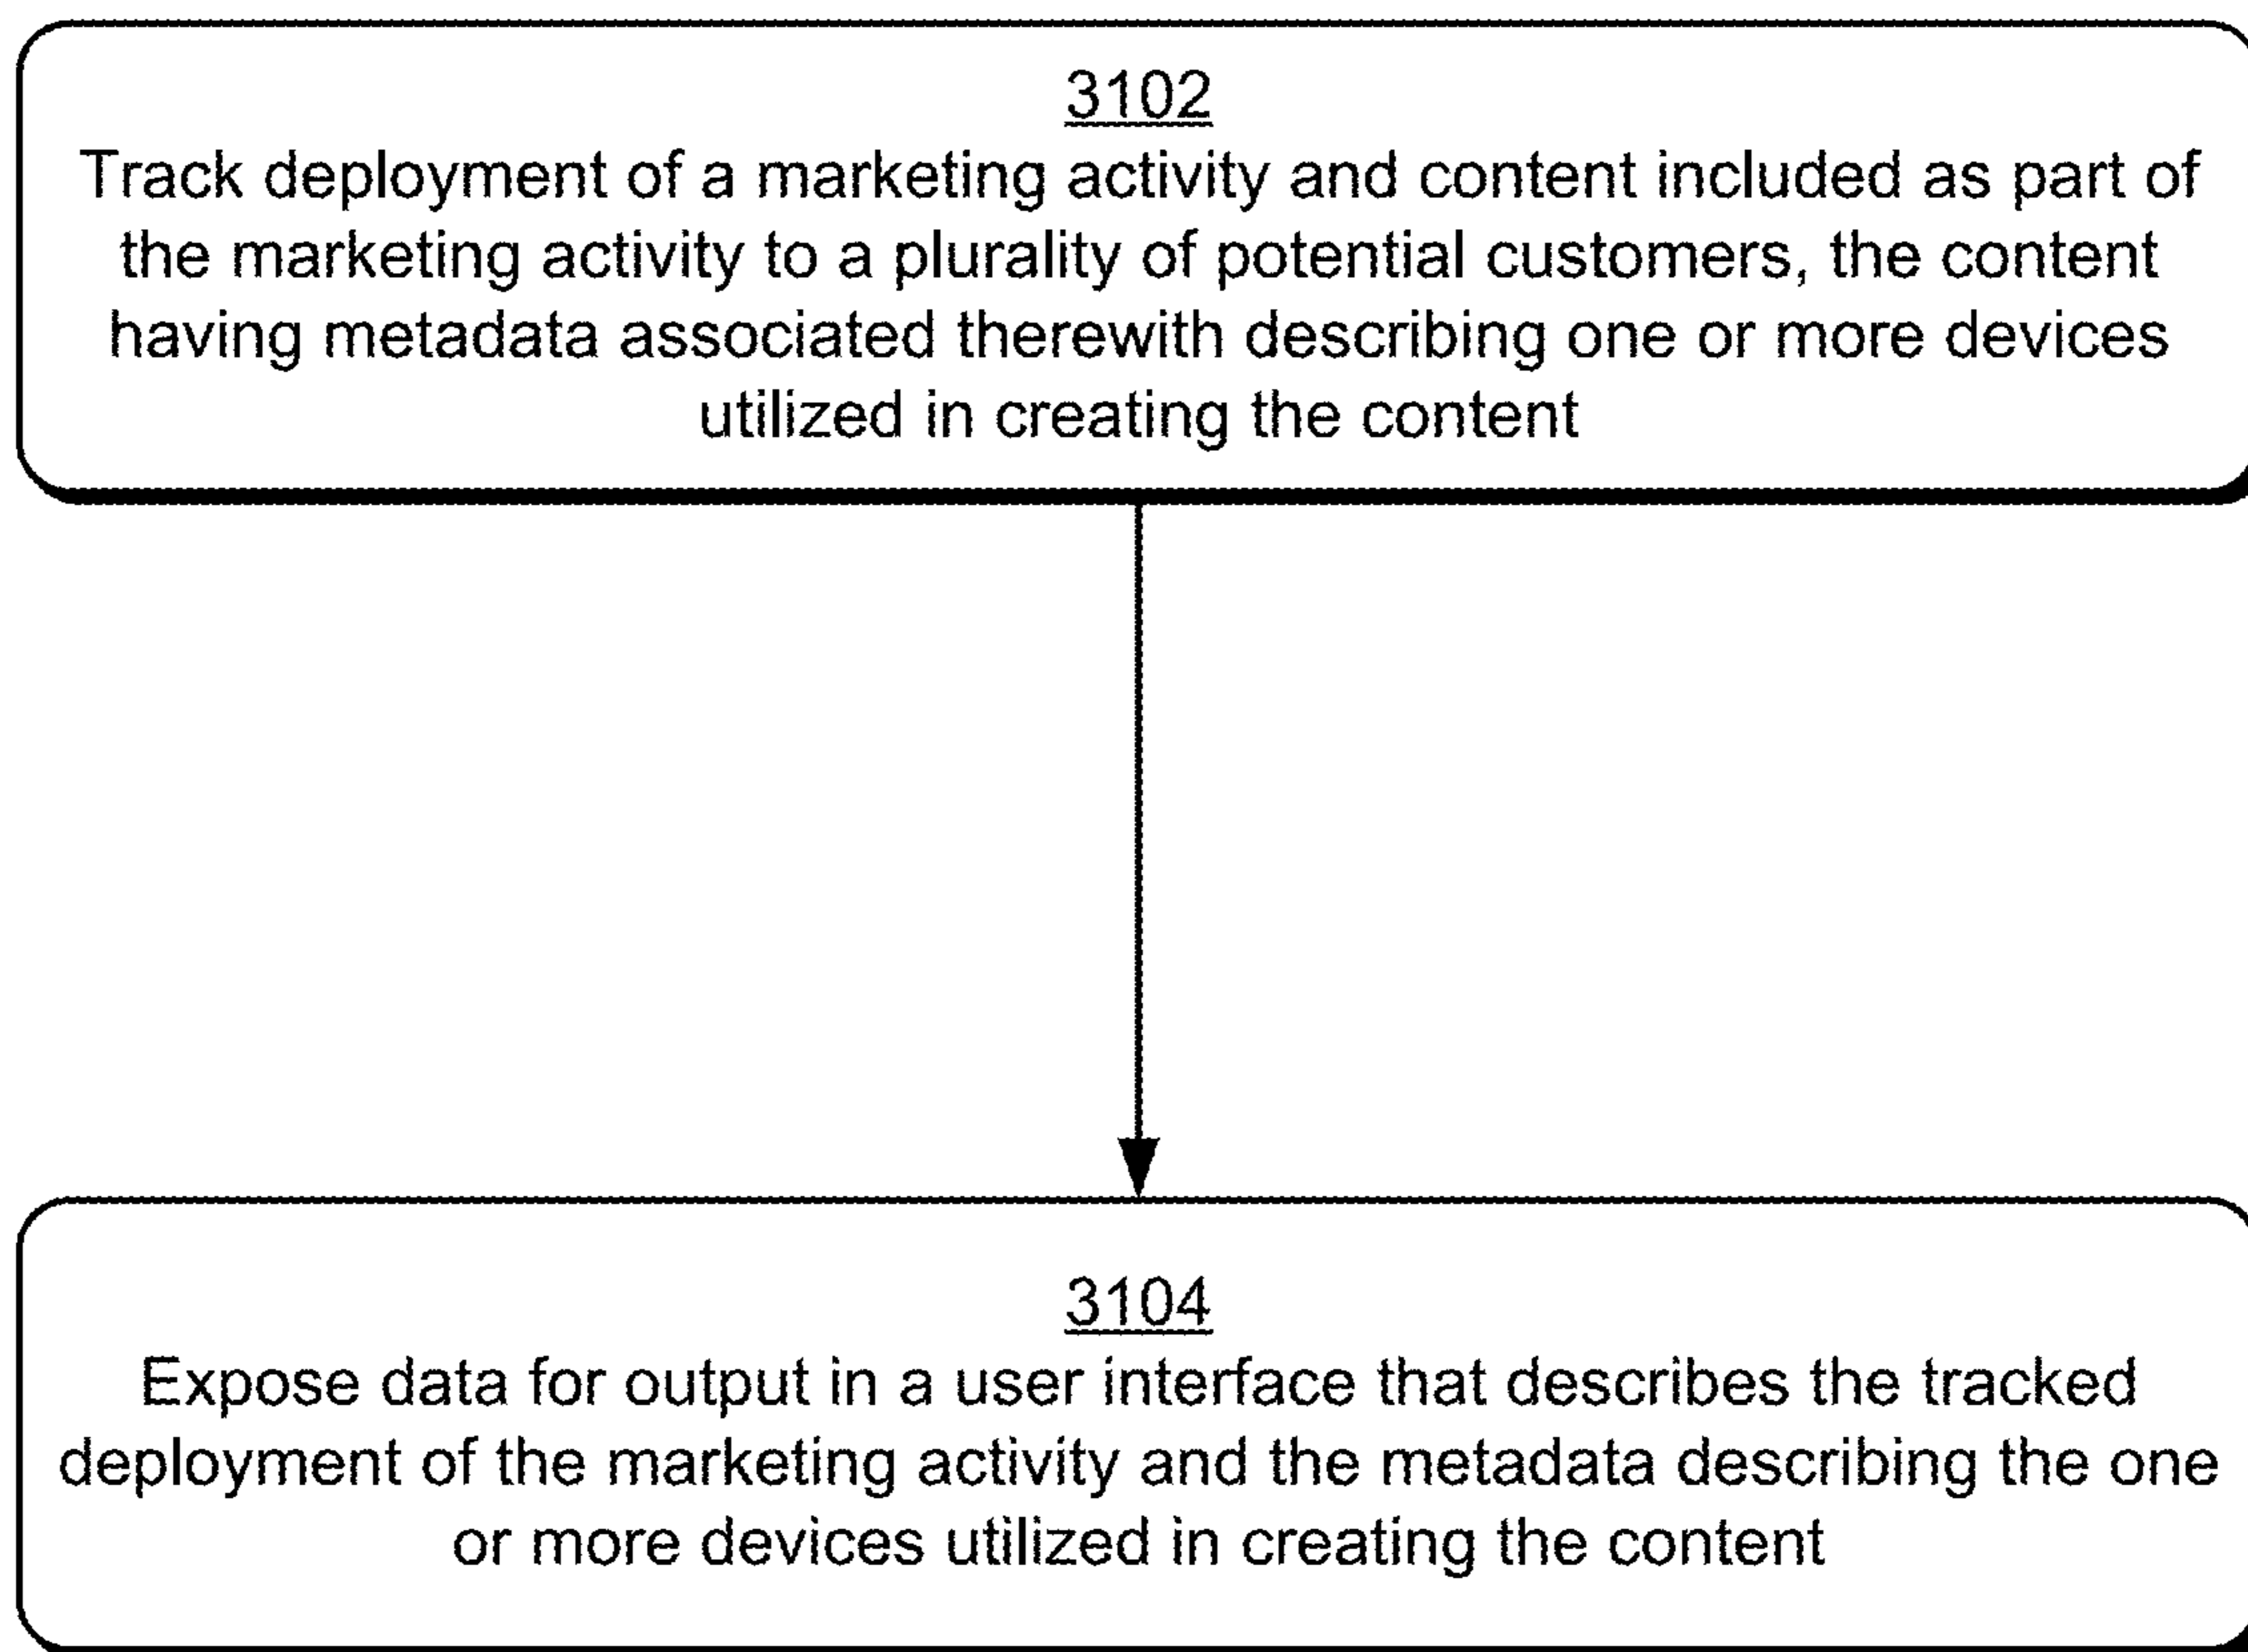 3102
Track deployment of a marketing activity and content included as part of
the marketing activity to a plurality of potential customers, the content
having metadata associated therewith describing one or more devices
utilized in creating the content
3104
Expose data for output in a user interface that describes the tracked
deployment of the marketing activity and the metadata describing the one
or more devices utilized in creating the content